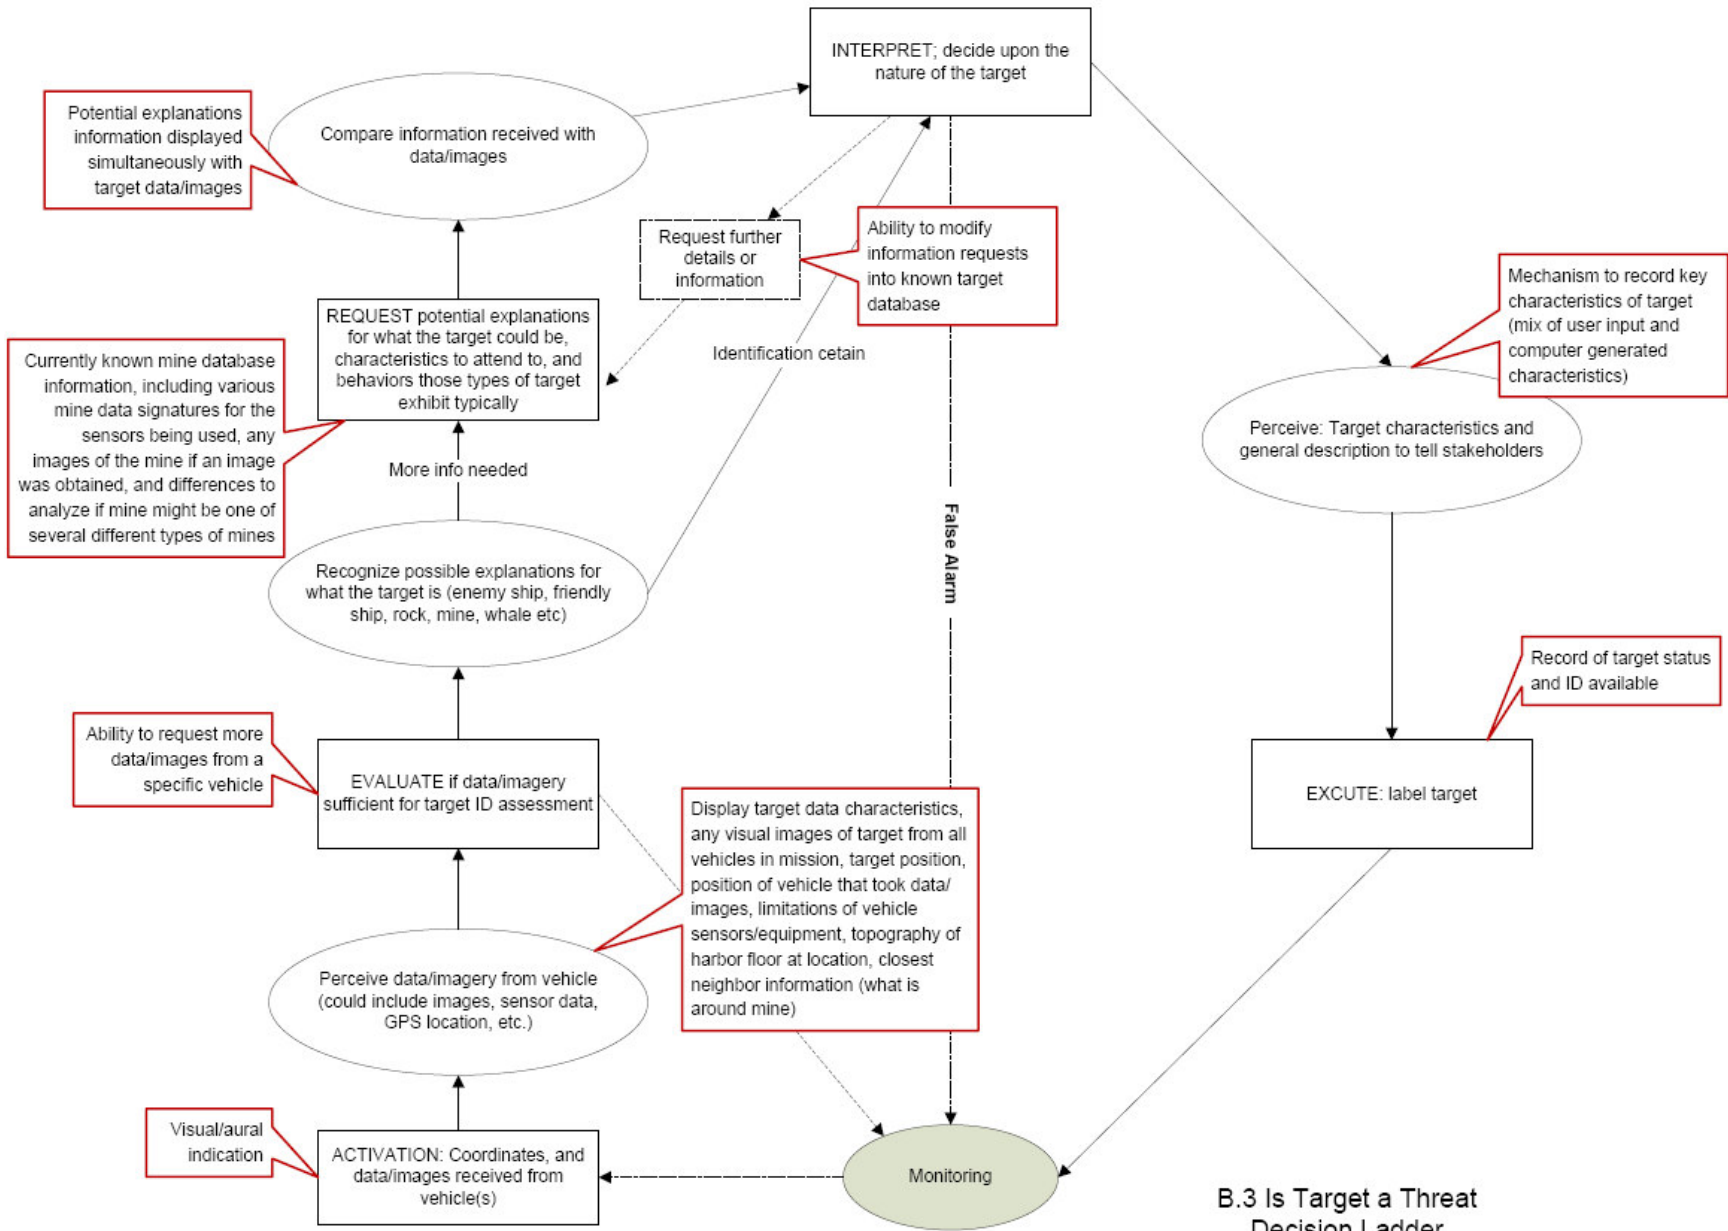 INTERPRET; decide upon the
nature of the target
Potential explanations
information displayed
simultaneously with
target data/images
Compare information received with
data/images
Request further
details or
information
Ability to modify
information requests
into known target
database
Mechanism to record key
characteristics of target
(mix of user input and
computer generated
characteristics)
REQUEST potential explanations
for what the target could be,
characteristics to attend to, and
behaviors those types of target
exhibit typically
Identification cetain
Currently known mine database
information, including various
mine data signatures for the
sensors being used, any
images of the mine if an image
was obtained, and differences to
analyze if mine might be one of
several different types of mines
Perceive: Target characteristics and
general description to tell stakeholders
More info needed
False Alarm
Recognize possible explanations for
what the target is (enemy ship, friendly
ship, rock, mine, whale etc)
Record of target status
and ID available
Ability to request more
data/images from a
specific vehicle
EVALUATE if data/imagery
sufficient for target ID assessment
Display target data characteristics,
any visual images of target from all
vehicles in mission, target position,
position of vehicle that took data/
images, limitations of vehicle
sensors/equipment, topography of
harbor floor at location, closest
neighbor information (what is
around mine)
EXCUTE: label target
Perceive data/imagery from vehicle
(could include images, sensor data,
GPS location, etc.)
Visual/aural
indication
ACTIVATION: Coordinates, and
data/images received from
vehicle(s)
Monitoring
B.3 Is Target a Threat
Decision Ladder